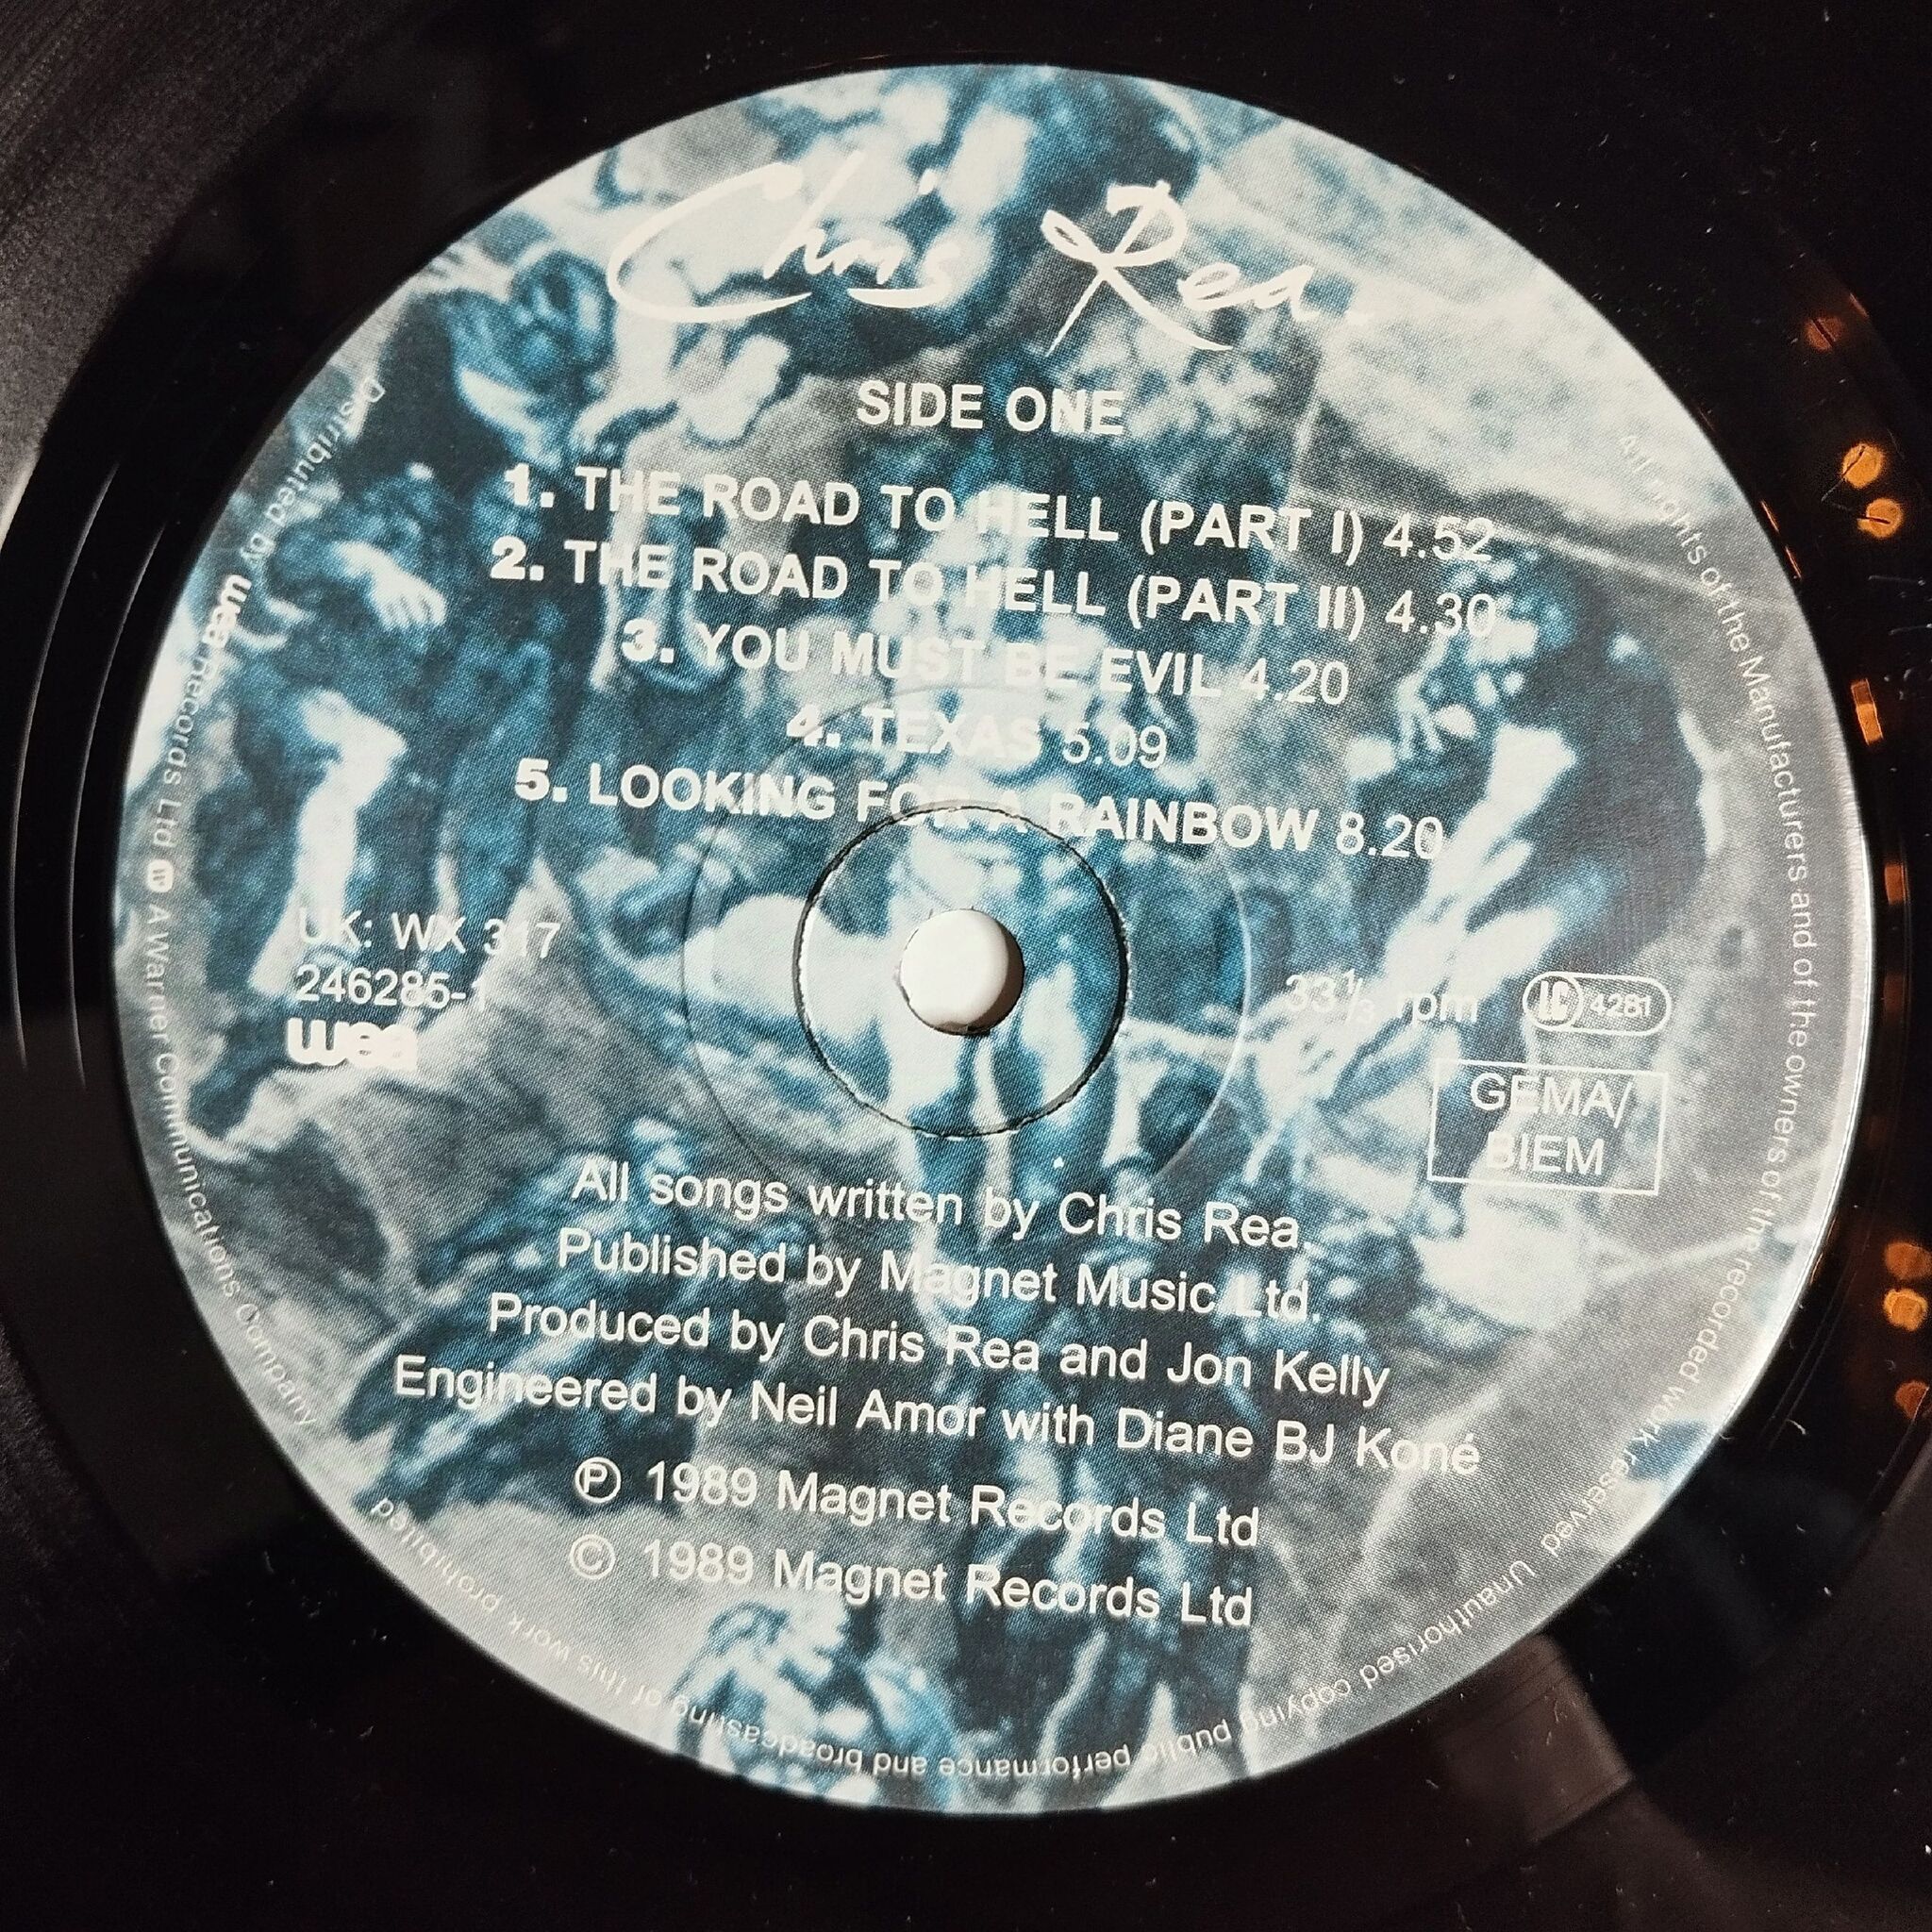 Chris Rea.
SIDE ONE
1. THE ROAD TO HELL (PART I) 4.52
2. THE ROAD TO HELL (PART II) 4.30
3. YOU MUST BE EVIL 4.20
4. TEXAS 5.09
5. LOOKING FOR A RAINBOW 8.20
UK: WX 317
246285-1
wea
33 1/3 rpm
LC 4281
GEMA/
BIEM
All songs written by Chris Rea.
Published by Magnet Music Ltd.
Produced by Chris Rea and Jon Kelly
Engineered by Neil Amor with Diane BJ Koné
℗ 1989 Magnet Records Ltd
© 1989 Magnet Records Ltd
Distributed by wea Records Ltd A Warner Communications Company
All rights of the Manufacturers and of the owners of the recorded work reserved Unauthorised copying public performance and broadcasting of this work prohibited